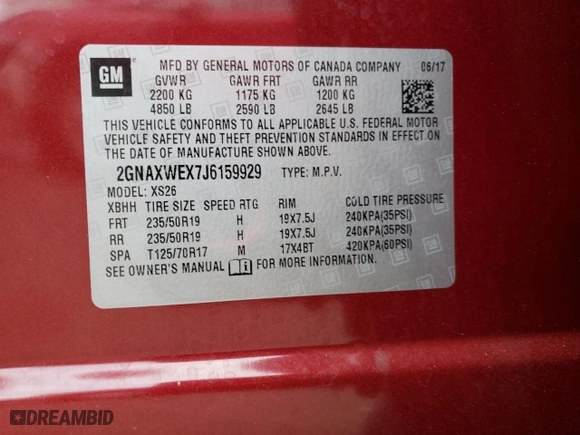 GM
MFD BY GENERAL MOTORS OF CANADA COMPANY 06/17
GVWR GAWR FRT GAWR RR
2200 KG 1175 KG 1200 KG
4850 LB 2590 LB 2645 LB
THIS VEHICLE CONFORMS TO ALL APPLICABLE U.S. FEDERAL MOTOR
VEHICLE SAFETY AND THEFT PREVENTION STANDARDS IN EFFECT ON
THE DATE OF MANUFACTURE SHOWN ABOVE.
2GNAXWEX7J6159929 TYPE: M.P.V.
MODEL: XS26
XBHH TIRE SIZE SPEED RTG RIM COLD TIRE PRESSURE
FRT 235/50R19 H 19X7.5J 240KPA(35PSI)
RR 235/50R19 H 19X7.5J 240KPA(35PSI)
SPA T125/70R17 M 17X4BT 420KPA(60PSI)
SEE OWNER'S MANUAL FOR MORE INFORMATION.
DREAMBID